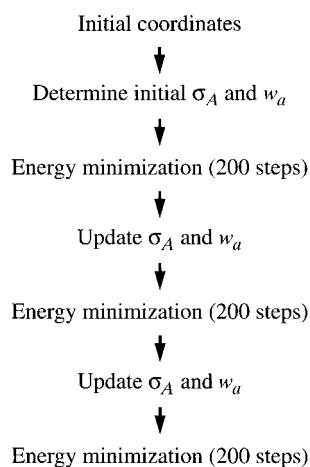 Initial coordinates
Determine initial σA and wa
Energy minimization (200 steps)
Update σA and wa
Energy minimization (200 steps)
Update σA and wa
Energy minimization (200 steps)